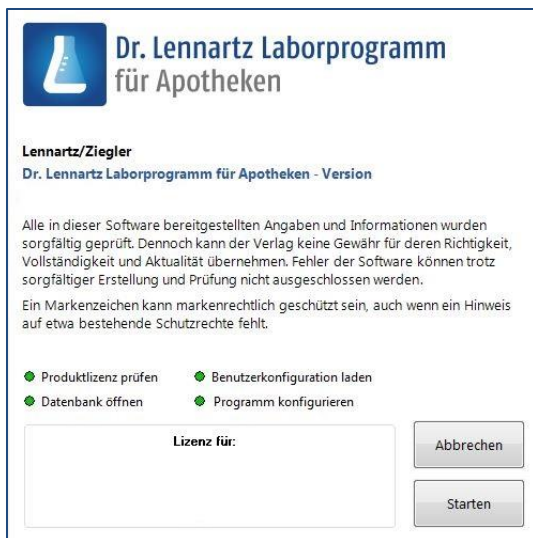 Dr. Lennartz Laborprogramm
für Apotheken
Lennartz/Ziegler
Dr. Lennartz Laborprogramm für Apotheken - Version
Alle in dieser Software bereitgestellten Angaben und Informationen wurden
sorgfältig geprüft. Dennoch kann der Verlag keine Gewähr für deren Richtigkeit,
Vollständigkeit und Aktualität übernehmen. Fehler der Software können trotz
sorgfältiger Erstellung und Prüfung nicht ausgeschlossen werden.
Ein Markenzeichen kann markenrechtlich geschützt sein, auch wenn ein Hinweis
auf etwa bestehende Schutzrechte fehlt.
Produktlizenz prüfen Benutzerkonfiguration laden
Datenbank öffnen Programm konfigurieren
Lizenz für:
Abbrechen
Starten